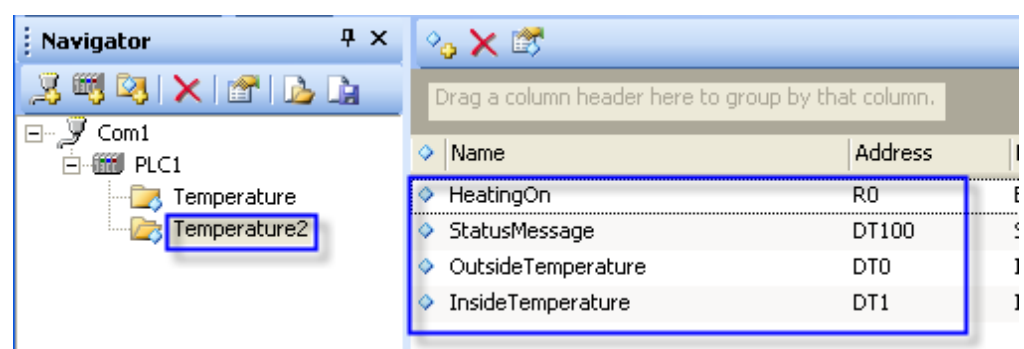 Navigator
Drag a column header here to group by that column.
Com1
PLC1
Temperature
Temperature2
Name Address
HeatingOn R0
StatusMessage DT100
OutsideTemperature DT0
InsideTemperature DT1